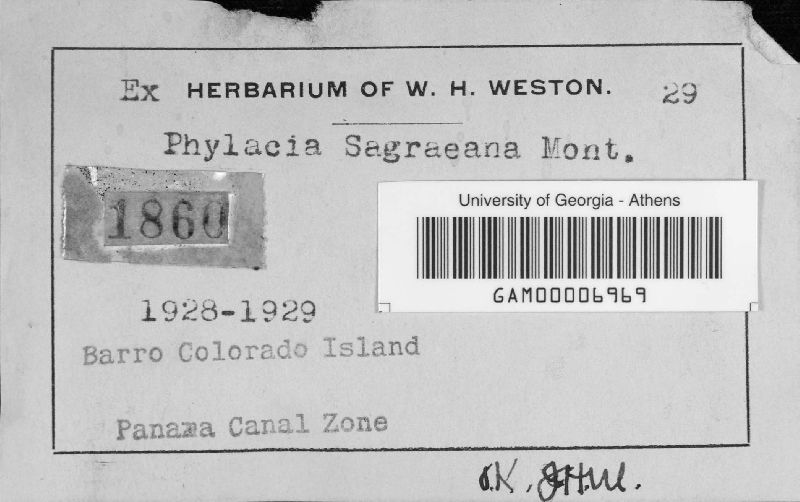 Ex HERBARIUM OF W. H. WESTON. 29
Phylacia Sagraeana Mont.
1860
University of Georgia - Athens
GAM00006969
1928-1929
Barro Colorado Island
Panama Canal Zone
O.K.